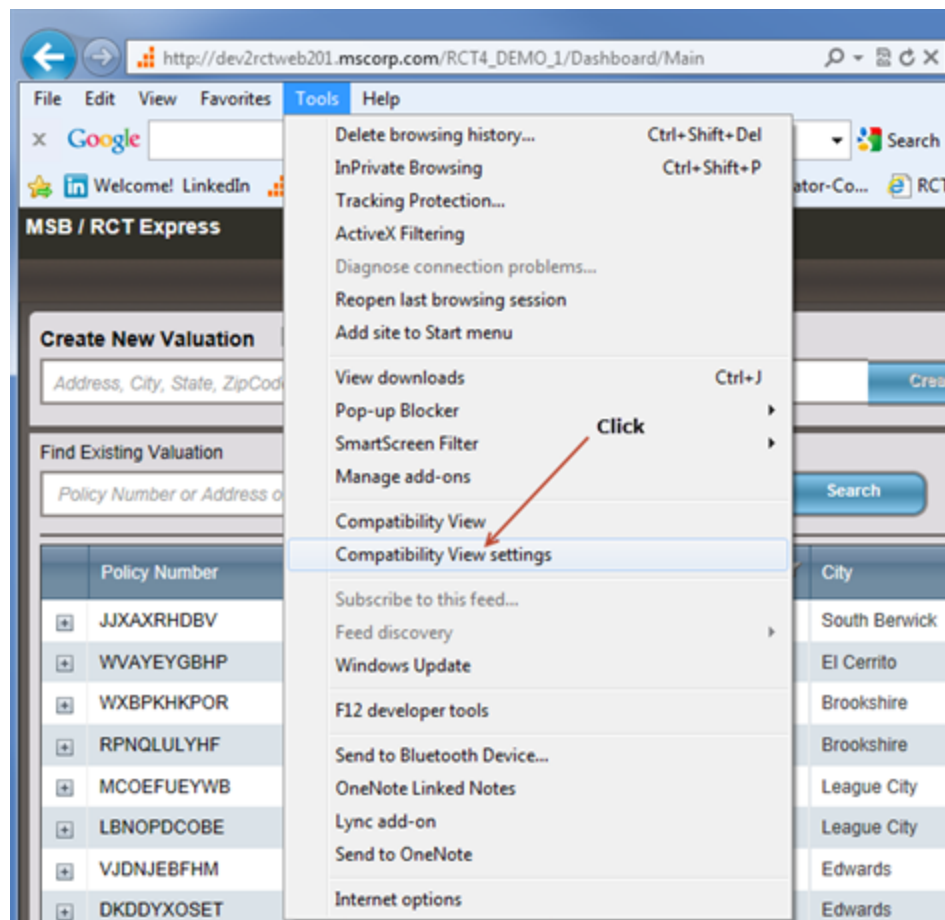 http://dev2rctweb201.mscorp.com/RCT4_DEMO_1/Dashboard/Main
File Edit View Favorites Tools Help
x Google Search
Welcome! LinkedIn ator-Co... RCT
MSB / RCT Express
Delete browsing history... Ctrl+Shift+Del
InPrivate Browsing Ctrl+Shift+P
Tracking Protection...
ActiveX Filtering
Diagnose connection problems...
Reopen last browsing session
Add site to Start menu
View downloads Ctrl+J
Pop-up Blocker
SmartScreen Filter
Manage add-ons
Click
Compatibility View
Compatibility View settings
Subscribe to this feed...
Feed discovery
Windows Update
F12 developer tools
Send to Bluetooth Device...
OneNote Linked Notes
Lync add-on
Send to OneNote
Internet options
Create New Valuation
Address, City, State, ZipCod
Crea
Find Existing Valuation
Policy Number or Address o
Search
Policy Number City
JJXAXRHDBV South Berwick
WVAYEYGBHP El Cerrito
WXBPKHKPOR Brookshire
RPNQLULYHF Brookshire
MCOEFUEYWB League City
LBNOPDCOBE League City
VJDNJEBFHM Edwards
DKDDYXOSET Edwards